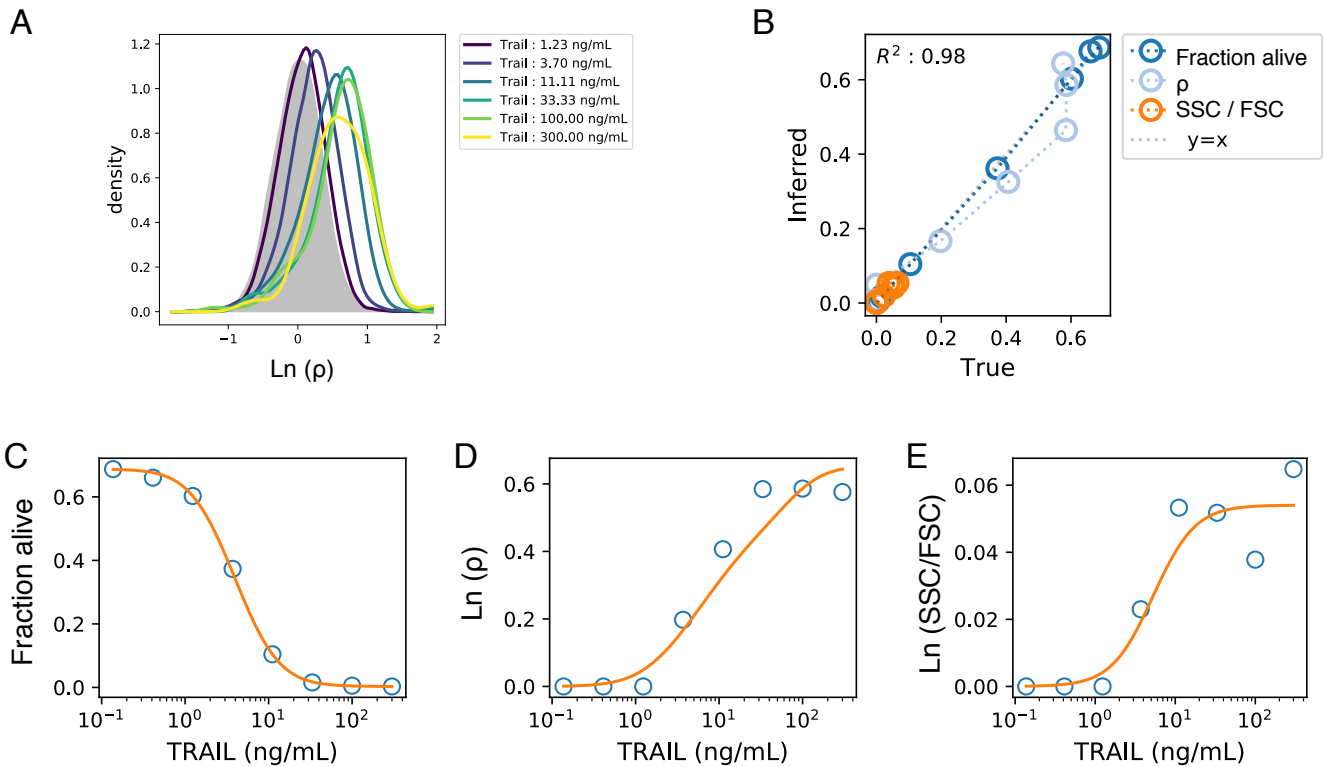 A
density
1.2
1.0
0.8
0.6
0.4
0.2
0.0
−1
0
1
2
Ln (ρ)
Trail : 1.23 ng/mL
Trail : 3.70 ng/mL
Trail : 11.11 ng/mL
Trail : 33.33 ng/mL
Trail : 100.00 ng/mL
Trail : 300.00 ng/mL
B
R² : 0.98
Inferred
0.6
0.4
0.2
0.0
0.0
0.2
0.4
0.6
True
Fraction alive
ρ
SSC / FSC
y=x
C
Fraction alive
0.6
0.4
0.2
0.0
10⁻¹
10⁰
10¹
10²
TRAIL (ng/mL)
D
Ln (ρ)
0.6
0.4
0.2
0.0
10⁻¹
10⁰
10¹
10²
TRAIL (ng/mL)
E
Ln (SSC/FSC)
0.06
0.04
0.02
0.00
10⁻¹
10⁰
10¹
10²
TRAIL (ng/mL)